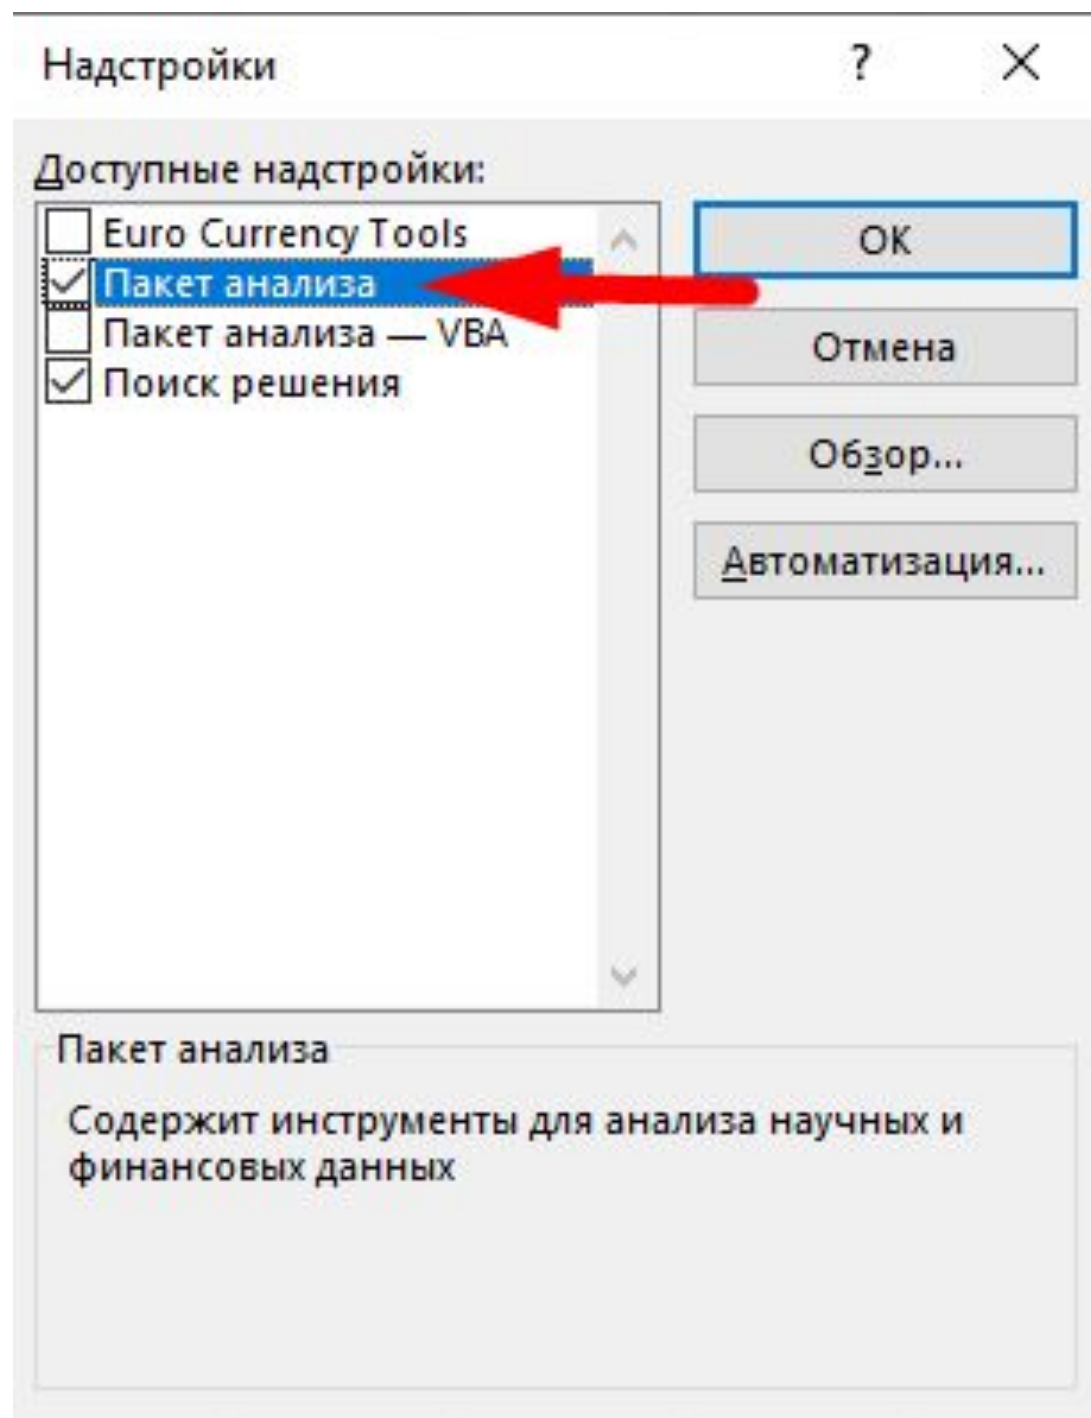 Надстройки
?
Доступные надстройки:
Euro Currency Tools
Пакет анализа
Пакет анализа — VBA
Поиск решения
ОК
Отмена
Обзор...
Автоматизация...
Пакет анализа
Содержит инструменты для анализа научных и
финансовых данных